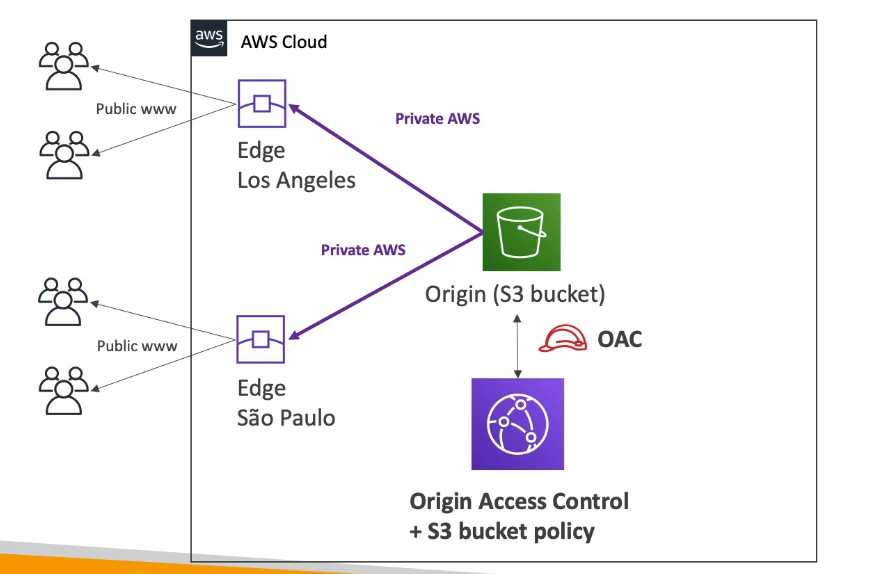 aws
AWS Cloud
Public www
Private AWS
Edge
Los Angeles
Private AWS
Origin (S3 bucket)
OAC
Public www
Edge
São Paulo
Origin Access Control
+ S3 bucket policy